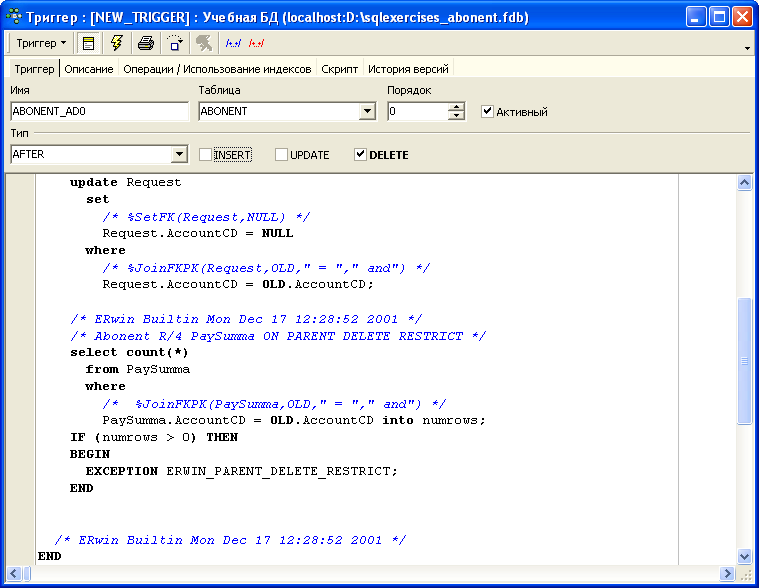 Триггер : [NEW_TRIGGER] : Учебная БД (localhost:D:\sqlexercises_abonent.fdb)
Триггер
Триггер Описание Операции / Использование индексов Скрипт История версий
Имя Таблица Порядок
ABONENT_AD0 ABONENT 0 Активный
Тип
AFTER INSERT UPDATE DELETE
update Request
set
/* %SetFK(Request,NULL) */
Request.AccountCD = NULL
where
/* %JoinFKPK(Request,OLD," = "," and") */
Request.AccountCD = OLD.AccountCD;
/* ERwin Builtin Mon Dec 17 12:28:52 2001 */
/* Abonent R/4 PaySumma ON PARENT DELETE RESTRICT */
select count(*)
from PaySumma
where
/*  %JoinFKPK(PaySumma,OLD," = "," and") */
PaySumma.AccountCD = OLD.AccountCD into numrows;
IF (numrows > 0) THEN
BEGIN
EXCEPTION ERWIN_PARENT_DELETE_RESTRICT;
END
/* ERwin Builtin Mon Dec 17 12:28:52 2001 */
END